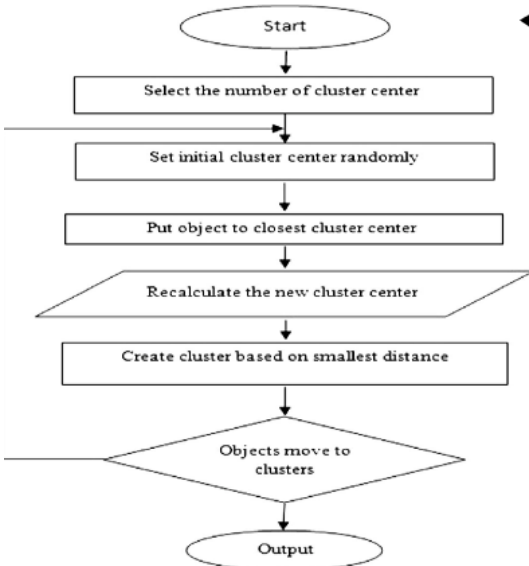 Start
Select the number of cluster center
Set initial cluster center randomly
Put object to closest cluster center
Recalculate the new cluster center
Create cluster based on smallest distance
Objects move to
clusters
Output